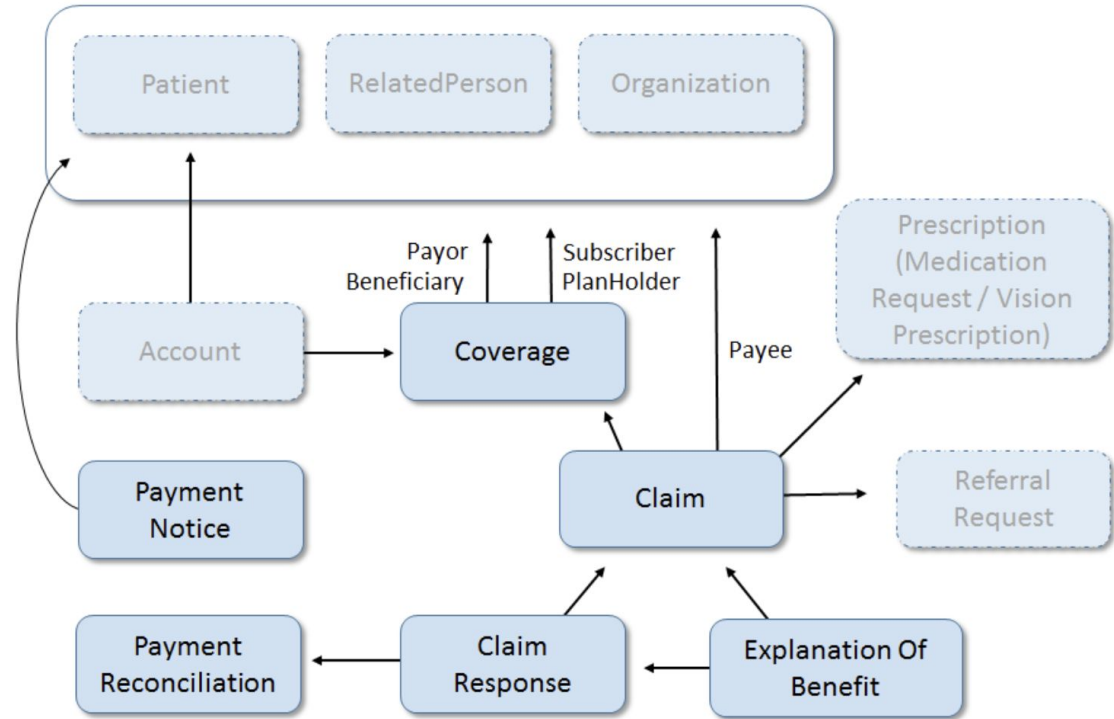 Patient
RelatedPerson
Organization
Payor
Beneficiary
Subscriber
PlanHolder
Prescription
(Medication
Request / Vision
Prescription)
Account
Coverage
Payee
Payment
Notice
Claim
Referral
Request
Payment
Reconciliation
Claim
Response
Explanation Of
Benefit